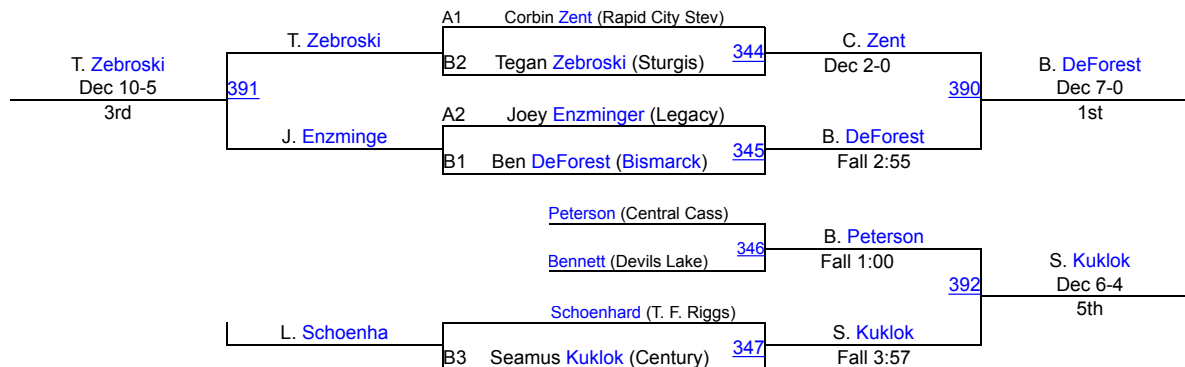 A1 Corbin Zent (Rapid City Stev)
T. Zebroski
C. Zent
T. Zebroski
B2 Tegan Zebroski (Sturgis)
344
Dec 2-0
B. DeForest
Dec 10-5
391
390
Dec 7-0
3rd
A2 Joey Enzminger (Legacy)
1st
J. Enzminge
B. DeForest
B1 Ben DeForest (Bismarck)
345
Fall 2:55
Peterson (Central Cass)
B. Peterson
346
Bennett (Devils Lake)
Fall 1:00
S. Kuklok
392
Dec 6-4
5th
Schoenhard (T. F. Riggs)
L. Schoenha
S. Kuklok
B3 Seamus Kuklok (Century)
347
Fall 3:57